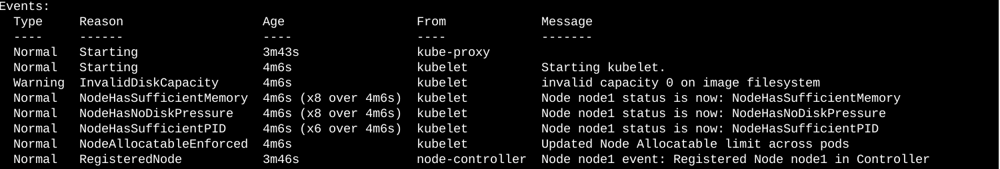 Events:
  Type     Reason                   Age                  From             Message
  ----     ------                   ----                 ----             -------
  Normal   Starting                 3m43s                kube-proxy
  Normal   Starting                 4m6s                 kubelet          Starting kubelet.
  Warning  InvalidDiskCapacity      4m6s                 kubelet          invalid capacity 0 on image filesystem
  Normal   NodeHasSufficientMemory  4m6s (x8 over 4m6s)  kubelet          Node node1 status is now: NodeHasSufficientMemory
  Normal   NodeHasNoDiskPressure    4m6s (x8 over 4m6s)  kubelet          Node node1 status is now: NodeHasNoDiskPressure
  Normal   NodeHasSufficientPID     4m6s (x6 over 4m6s)  kubelet          Node node1 status is now: NodeHasSufficientPID
  Normal   NodeAllocatableEnforced  4m6s                 kubelet          Updated Node Allocatable limit across pods
  Normal   RegisteredNode           3m46s                node-controller  Node node1 event: Registered Node node1 in Controller